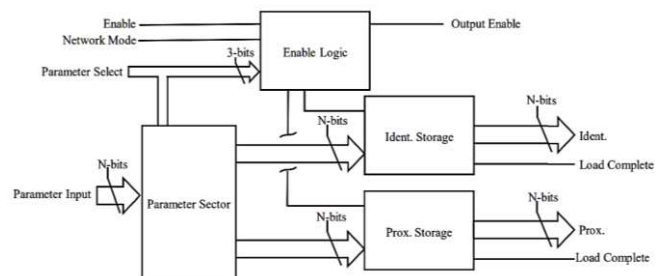 Enable
Output Enable
Network Mode
Enable Logic
3-bits
Parameter Select
N-bits
N-bits
Ident. Storage
Ident.
N-bits
Load Complete
Parameter Input
Parameter Sector
N-bits
N-bits
Prox. Storage
Prox.
Load Complete